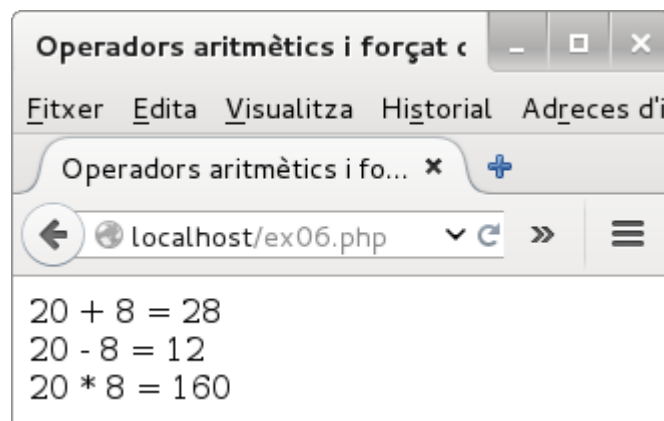 Operadors aritmètics i forçat
Fitxer Edita Visualitza Historial Adreces d'i
Operadors aritmètics i fo...
localhost/ex06.php
20 + 8 = 28
20 - 8 = 12
20 * 8 = 160